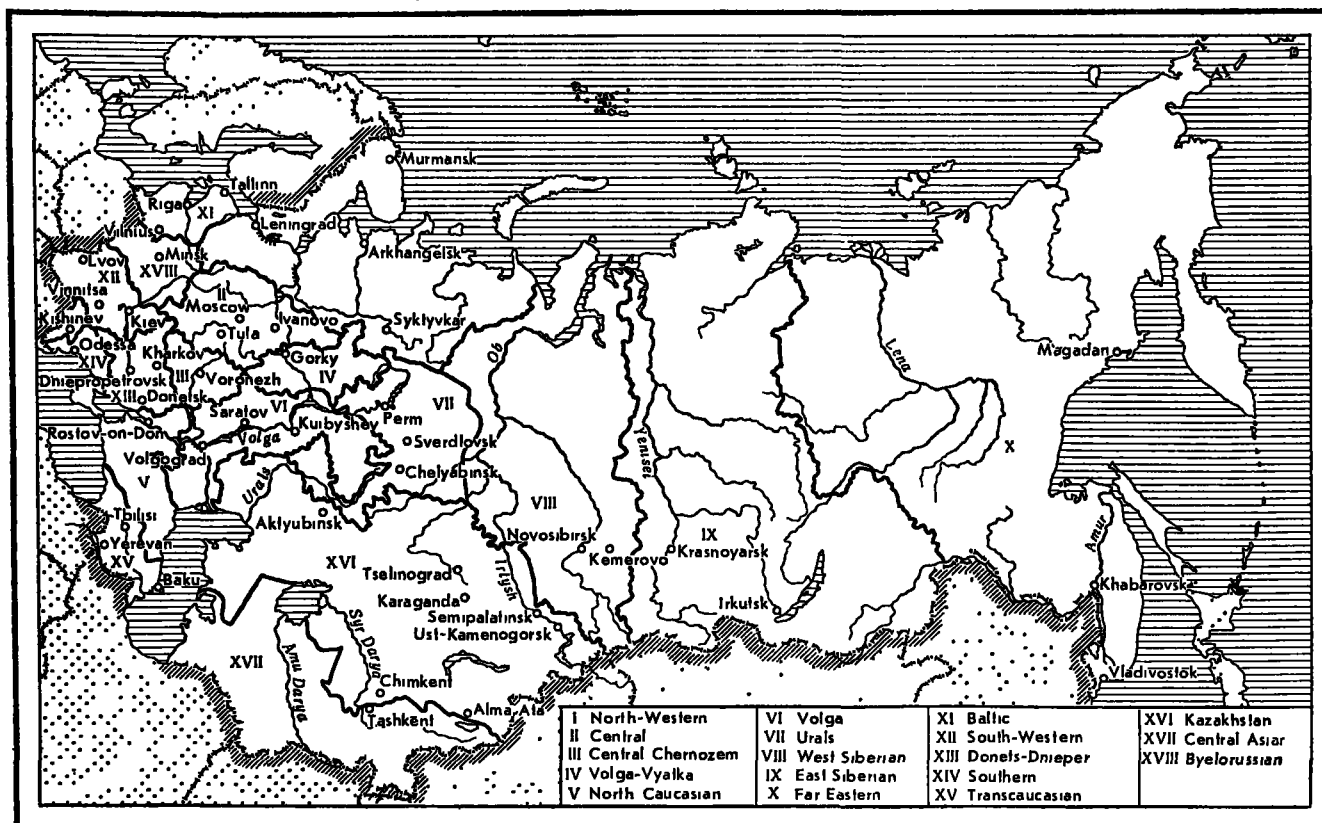 Murmansk
Tallinn
Riga
XI
Leningrad
Vilnius
Arkhangelsk
Minsk
Lvov
XVIII
XII
II
Vinnitsa
Moscow
Kiev
Ivanovo
Kishinev
Tula
Syktyvkar
Odessa
Ob
Lena
Magadan
XIV
Kharkov
Gorky
III
Voronezh
IV
Dniepropetrovsk
XIII
Donetsk
VI
VII
Saratov
Perm
Kuibyshev
Rostov-on-Don
Volga
Sverdlovsk
Yenisei
Volgograd
X
Chelyabinsk
V
Urals
VIII
Tbilisi
Aktyubinsk
Amur
Yerevan
Novosibirsk
IX
XV
Kemerovo
Krasnoyarsk
XVI
Tselinograd
Irtysh
Baku
Khabarovsk
Karaganda
Semipalatinsk
Irkutsk
Ust-Kamenogorsk
Syr Darya
XVII
Amu Darya
Chimkent
Vladivostok
Tashkent
Alma-Ata
I North-Western
II Central
III Central Chernozem
IV Volga-Vyatka
V North Caucasian
VI Volga
VII Urals
VIII West Siberian
IX East Siberian
X Far Eastern
XI Baltic
XII South-Western
XIII Donets-Dnieper
XIV Southern
XV Transcaucasian
XVI Kazakhstan
XVII Central Asiar
XVIII Byelorussian